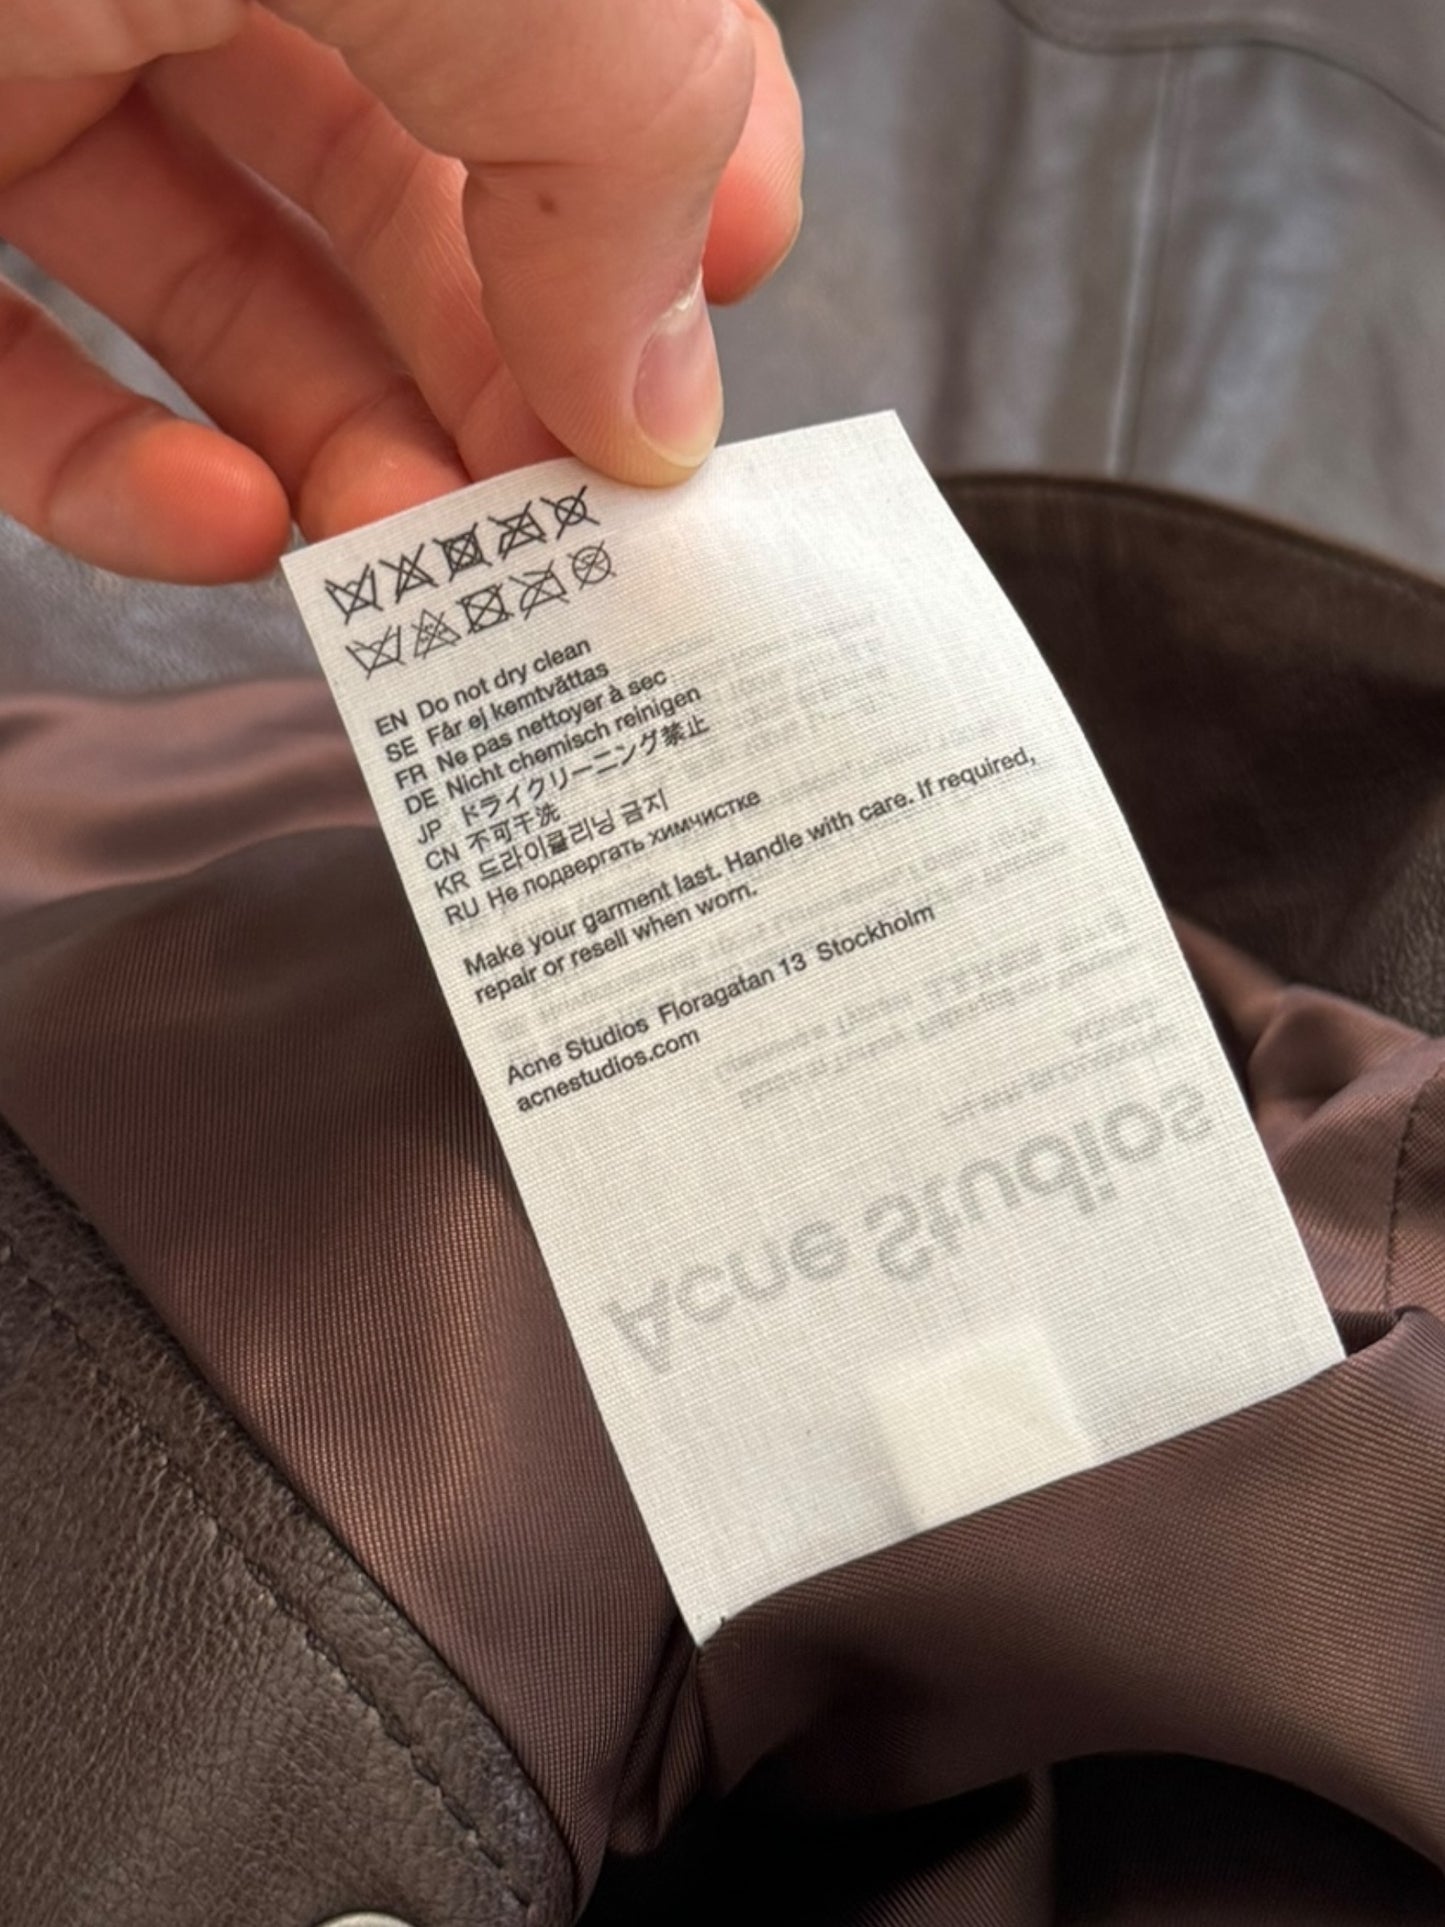 EN Do not dry clean
SE Får ej kemtvättas
FR Ne pas nettoyer à sec
DE Nicht chemisch reinigen
JP ドライクリーニング禁止
CN 不可干洗
KR 드라이클리닝 금지
RU Не подвергать химчистке
Make your garment last. Handle with care. If required,
repair or resell when worn.
Acne Studios Floragatan 13 Stockholm
acnestudios.com
Acne Studios